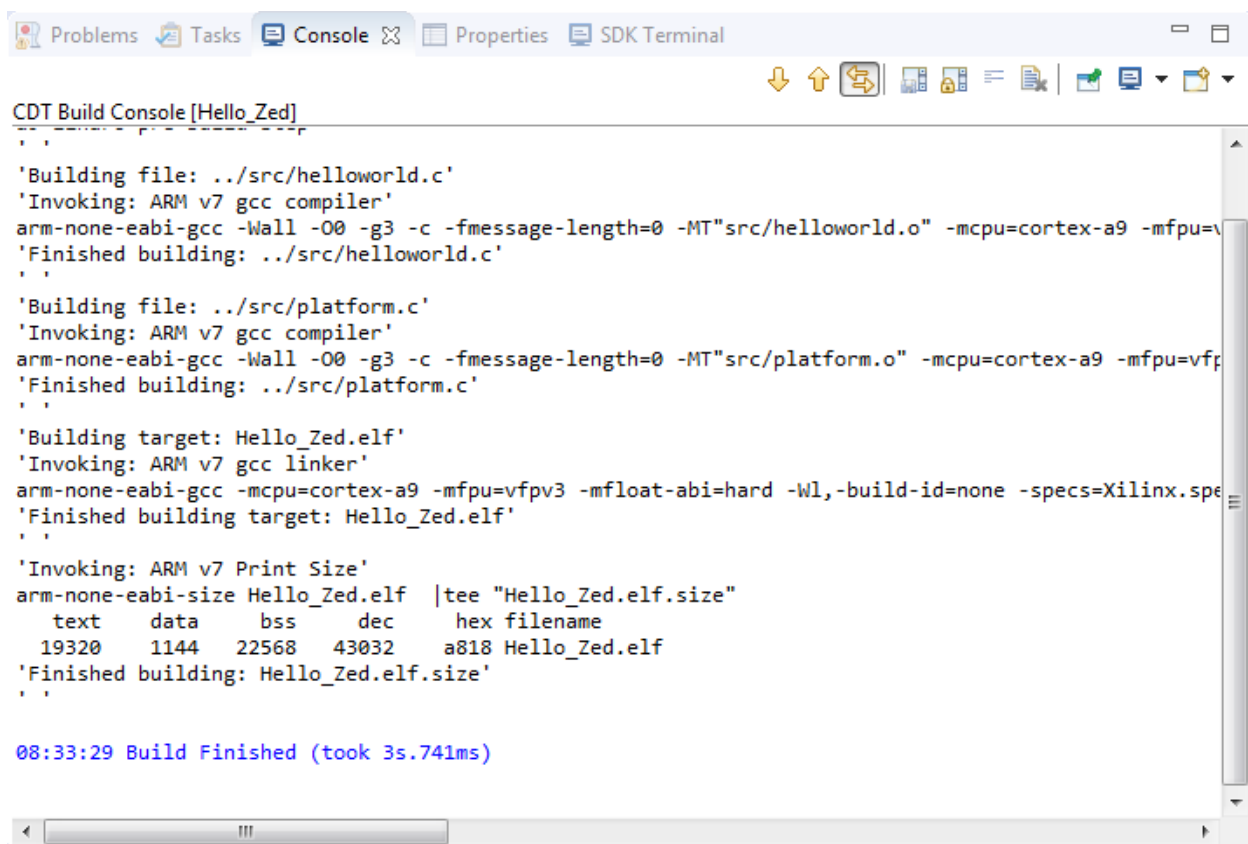 Problems Tasks Console Properties SDK Terminal
CDT Build Console [Hello_Zed]
' '
'Building file: ../src/helloworld.c'
'Invoking: ARM v7 gcc compiler'
arm-none-eabi-gcc -Wall -O0 -g3 -c -fmessage-length=0 -MT"src/helloworld.o" -mcpu=cortex-a9 -mfpu=v
'Finished building: ../src/helloworld.c'
' '
'Building file: ../src/platform.c'
'Invoking: ARM v7 gcc compiler'
arm-none-eabi-gcc -Wall -O0 -g3 -c -fmessage-length=0 -MT"src/platform.o" -mcpu=cortex-a9 -mfpu=vfp
'Finished building: ../src/platform.c'
' '
'Building target: Hello_Zed.elf'
'Invoking: ARM v7 gcc linker'
arm-none-eabi-gcc -mcpu=cortex-a9 -mfpu=vfpv3 -mfloat-abi=hard -Wl,-build-id=none -specs=Xilinx.spe
'Finished building target: Hello_Zed.elf'
' '
'Invoking: ARM v7 Print Size'
arm-none-eabi-size Hello_Zed.elf  |tee "Hello_Zed.elf.size"
text data bss dec hex filename
19320 1144 22568 43032 a818 Hello_Zed.elf
'Finished building: Hello_Zed.elf.size'
' '
08:33:29 Build Finished (took 3s.741ms)